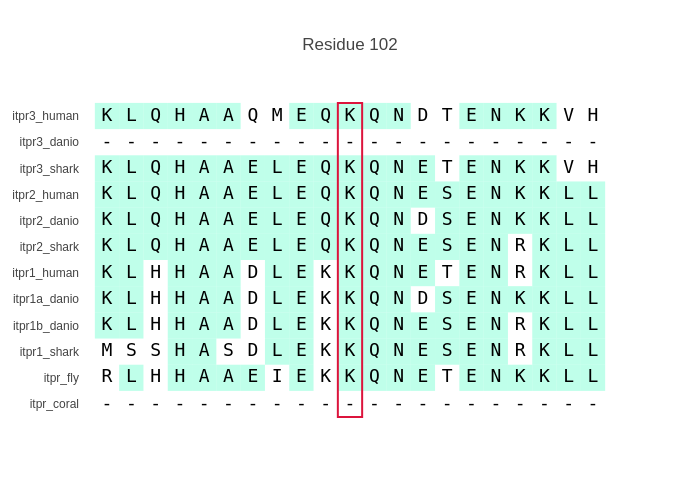 Residue 102
itpr3_human K L Q H A A Q M E Q K Q N D T E N K K V H
itpr3_danio - - - - - - - - - - - - - - - - - - - - -
itpr3_shark K L Q H A A E L E Q K Q N E T E N K K V H
itpr2_human K L Q H A A E L E Q K Q N E S E N K K L L
itpr2_danio K L Q H A A E L E Q K Q N D S E N K K L L
itpr2_shark K L Q H A A E L E Q K Q N E S E N R K L L
itpr1_human K L H H A A D L E K K Q N E T E N R K L L
itpr1a_danio K L H H A A D L E K K Q N D S E N K K L L
itpr1b_danio K L H H A A D L E K K Q N E S E N R K L L
itpr1_shark M S S H A S D L E K K Q N E S E N R K L L
itpr_fly R L H H A A E I E K K Q N E T E N K K L L
itpr_coral - - - - - - - - - - - - - - - - - - - - -